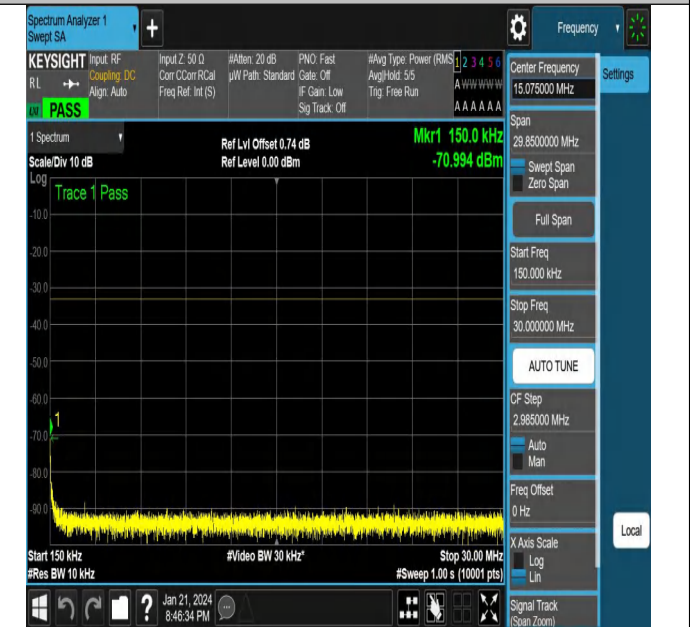 Spectrum Analyzer 1
Swept SA
+
Frequency
KEYSIGHT
RL
LXI
PASS
Input: RF
Coupling: DC
Align: Auto
Input Z: 50 Ω
Corr CCorr RCal
Freq Ref: Int (S)
#Atten: 20 dB
µW Path: Standard
PNO: Fast
Gate: Off
IF Gain: Low
Sig Track: Off
#Avg Type: Power (RMS
Avg|Hold: 5/5
Trig: Free Run
1 2 3 4 5 6
A W W W W W
A A A A A A
1 Spectrum
Scale/Div 10 dB
Ref Lvl Offset 0.74 dB
Ref Level 0.00 dBm
Mkr1 150.0 kHz
-70.994 dBm
Log
Trace 1 Pass
-10.0
-20.0
-30.0
-40.0
-50.0
-60.0
1
-70.0
-80.0
-90.0
Start 150 kHz
#Video BW 30 kHz*
Stop 30.00 MHz
#Res BW 10 kHz
#Sweep 1.00 s (10001 pts)
Center Frequency
15.075000 MHz
Settings
Span
29.8500000 MHz
Swept Span
Zero Span
Full Span
Start Freq
150.000 kHz
Stop Freq
30.000000 MHz
AUTO TUNE
CF Step
2.985000 MHz
Auto
Man
Freq Offset
0 Hz
X Axis Scale
Log
Lin
Local
Signal Track
(Span Zoom)
?
Jan 21, 2024
8:46:34 PM